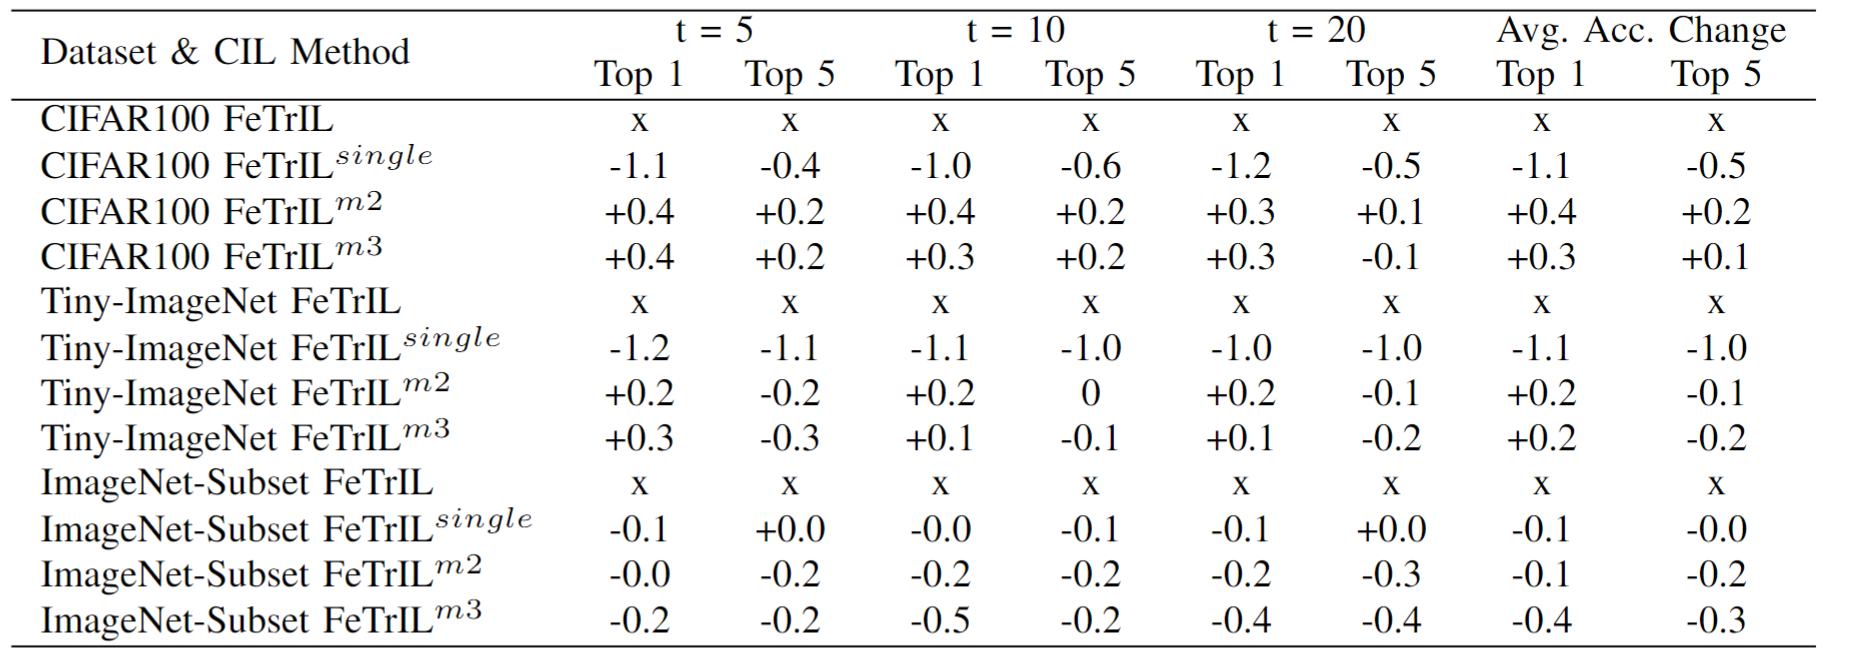 Dataset & CIL Method t = 5 t = 10 t = 20 Avg. Acc. Change
Top 1 Top 5 Top 1 Top 5 Top 1 Top 5 Top 1 Top 5
CIFAR100 FeTrIL x x x x x x x x
CIFAR100 FeTrIL^single -1.1 -0.4 -1.0 -0.6 -1.2 -0.5 -1.1 -0.5
CIFAR100 FeTrIL^m2 +0.4 +0.2 +0.4 +0.2 +0.3 +0.1 +0.4 +0.2
CIFAR100 FeTrIL^m3 +0.4 +0.2 +0.3 +0.2 +0.3 -0.1 +0.3 +0.1
Tiny-ImageNet FeTrIL x x x x x x x x
Tiny-ImageNet FeTrIL^single -1.2 -1.1 -1.1 -1.0 -1.0 -1.0 -1.1 -1.0
Tiny-ImageNet FeTrIL^m2 +0.2 -0.2 +0.2 0 +0.2 -0.1 +0.2 -0.1
Tiny-ImageNet FeTrIL^m3 +0.3 -0.3 +0.1 -0.1 +0.1 -0.2 +0.2 -0.2
ImageNet-Subset FeTrIL x x x x x x x x
ImageNet-Subset FeTrIL^single -0.1 +0.0 -0.0 -0.1 -0.1 +0.0 -0.1 -0.0
ImageNet-Subset FeTrIL^m2 -0.0 -0.2 -0.2 -0.2 -0.2 -0.3 -0.1 -0.2
ImageNet-Subset FeTrIL^m3 -0.2 -0.2 -0.5 -0.2 -0.4 -0.4 -0.4 -0.3